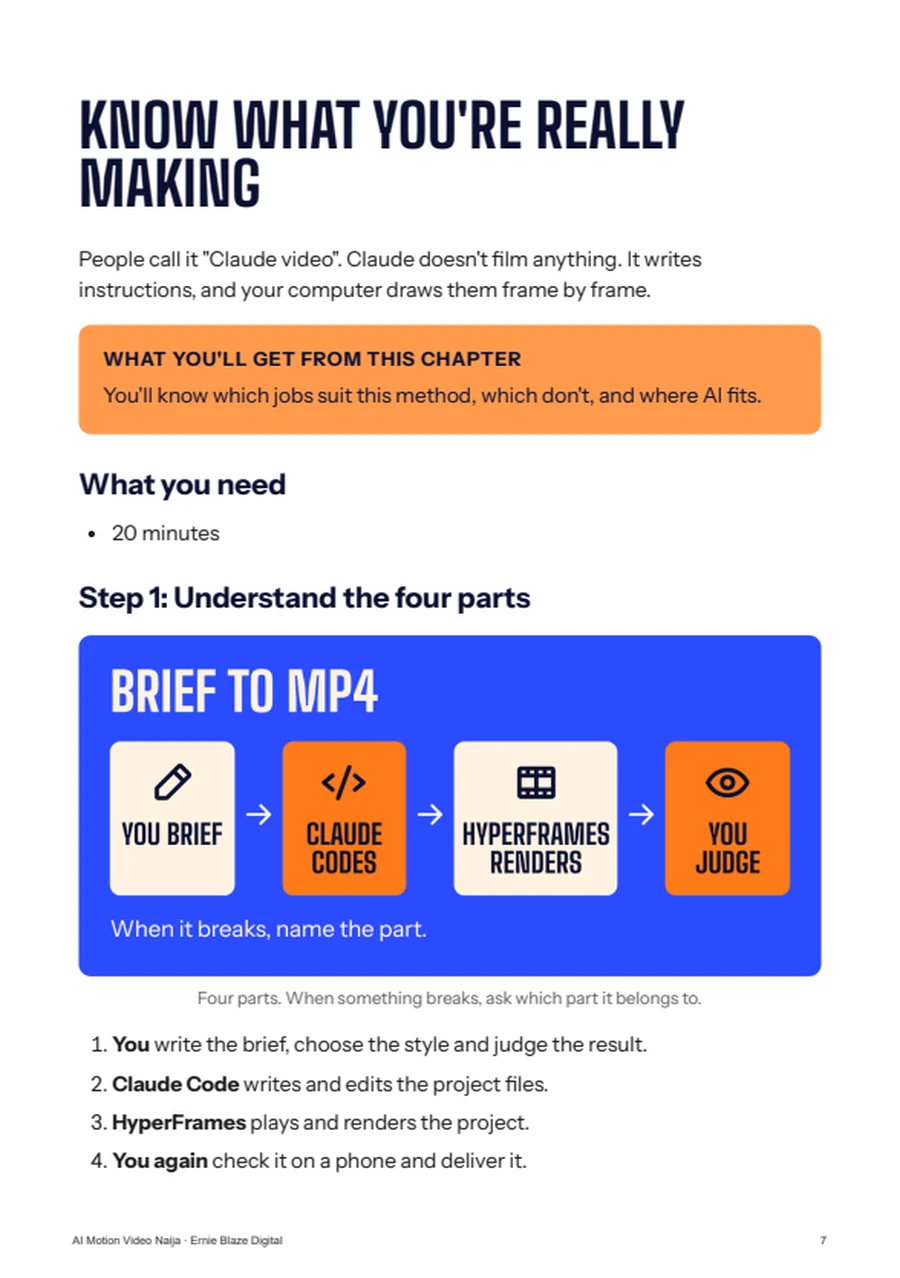 KNOW WHAT YOU'RE REALLY
MAKING
People call it "Claude video". Claude doesn't film anything. It writes
instructions, and your computer draws them frame by frame.
WHAT YOU'LL GET FROM THIS CHAPTER
You'll know which jobs suit this method, which don't, and where AI fits.
What you need
• 20 minutes
Step 1: Understand the four parts
BRIEF TO MP4
YOU BRIEF
CLAUDE
CODES
HYPERFRAMES
RENDERS
YOU
JUDGE
When it breaks, name the part.
Four parts. When something breaks, ask which part it belongs to.
1. You write the brief, choose the style and judge the result.
2. Claude Code writes and edits the project files.
3. HyperFrames plays and renders the project.
4. You again check it on a phone and deliver it.
AI Motion Video Naija · Ernie Blaze Digital
7